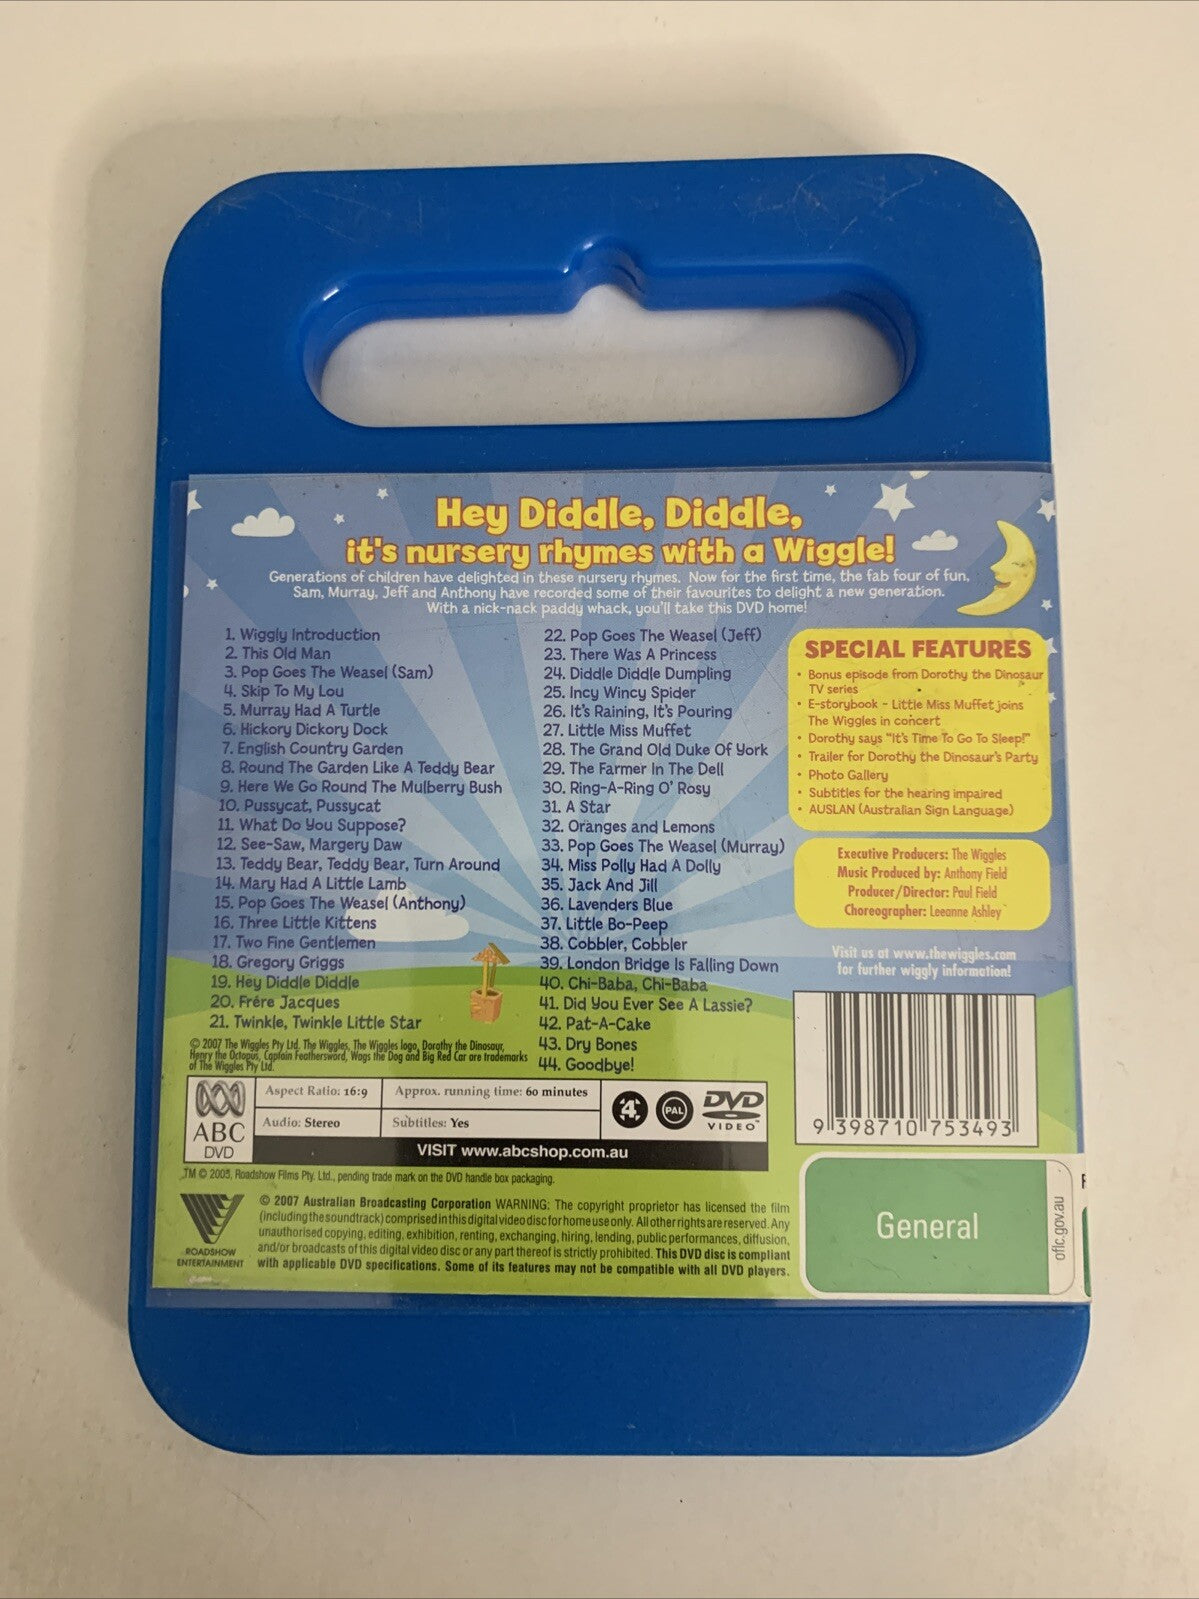 Hey Diddle, Diddle,
it's nursery rhymes with a Wiggle!
Generations of children have delighted in these nursery rhymes. Now for the first time, the fab four of fun,
Sam, Murray, Jeff and Anthony have recorded some of their favourites to delight a new generation.
With a nick-nack paddy whack, you'll take this DVD home!
1. Wiggly Introduction
2. This Old Man
3. Pop Goes The Weasel (Sam)
4. Skip To My Lou
5. Murray Had A Turtle
6. Hickory Dickory Dock
7. English Country Garden
8. Round The Garden Like A Teddy Bear
9. Here We Go Round The Mulberry Bush
10. Pussycat, Pussycat
11. What Do You Suppose?
12. See-Saw, Margery Daw
13. Teddy Bear, Teddy Bear, Turn Around
14. Mary Had A Little Lamb
15. Pop Goes The Weasel (Anthony)
16. Three Little Kittens
17. Two Fine Gentlemen
18. Gregory Griggs
19. Hey Diddle Diddle
20. Frére Jacques
21. Twinkle, Twinkle Little Star
22. Pop Goes The Weasel (Jeff)
23. There Was A Princess
24. Diddle Diddle Dumpling
25. Incy Wincy Spider
26. It's Raining, It's Pouring
27. Little Miss Muffet
28. The Grand Old Duke Of York
29. The Farmer In The Dell
30. Ring-A-Ring O' Rosy
31. A Star
32. Oranges and Lemons
33. Pop Goes The Weasel (Murray)
34. Miss Polly Had A Dolly
35. Jack And Jill
36. Lavenders Blue
37. Little Bo-Peep
38. Cobbler, Cobbler
39. London Bridge Is Falling Down
40. Chi-Baba, Chi-Baba
41. Did You Ever See A Lassie?
42. Pat-A-Cake
43. Dry Bones
44. Goodbye!
SPECIAL FEATURES
• Bonus episode from Dorothy the Dinosaur
TV series
• E-storybook - Little Miss Muffet joins
The Wiggles in concert
• Dorothy says "It's Time To Go To Sleep!"
• Trailer for Dorothy the Dinosaur's Party
• Photo Gallery
• Subtitles for the hearing impaired
• AUSLAN (Australian Sign Language)
Executive Producers: The Wiggles
Music Produced by: Anthony Field
Producer/Director: Paul Field
Choreographer: Leeanne Ashley
Visit us at www.thewiggles.com
for further wiggly information!
9 398710 753493
© 2007 The Wiggles Pty Ltd. The Wiggles, The Wiggles logo, Dorothy the Dinosaur,
Henry the Octopus, Captain Feathersword, Wags the Dog and Big Red Car are trademarks
of The Wiggles Pty Ltd.
ABC
DVD
Aspect Ratio: 16:9
Approx. running time: 60 minutes
Audio: Stereo
Subtitles: Yes
4
PAL
DVD
VIDEO™
VISIT www.abcshop.com.au
TM © 2005, Roadshow Films Pty. Ltd., pending trade mark on the DVD handle box packaging.
ROADSHOW
ENTERTAINMENT
© 2007 Australian Broadcasting Corporation WARNING: The copyright proprietor has licensed the film
(including the soundtrack) comprised in this digital video disc for home use only. All other rights are reserved. Any
unauthorised copying, editing, exhibition, renting, exchanging, hiring, lending, public performances, diffusion,
and/or broadcasts of this digital video disc or any part thereof is strictly prohibited. This DVD disc is compliant
with applicable DVD specifications. Some of its features may not be compatible with all DVD players.
General
oflc.gov.au